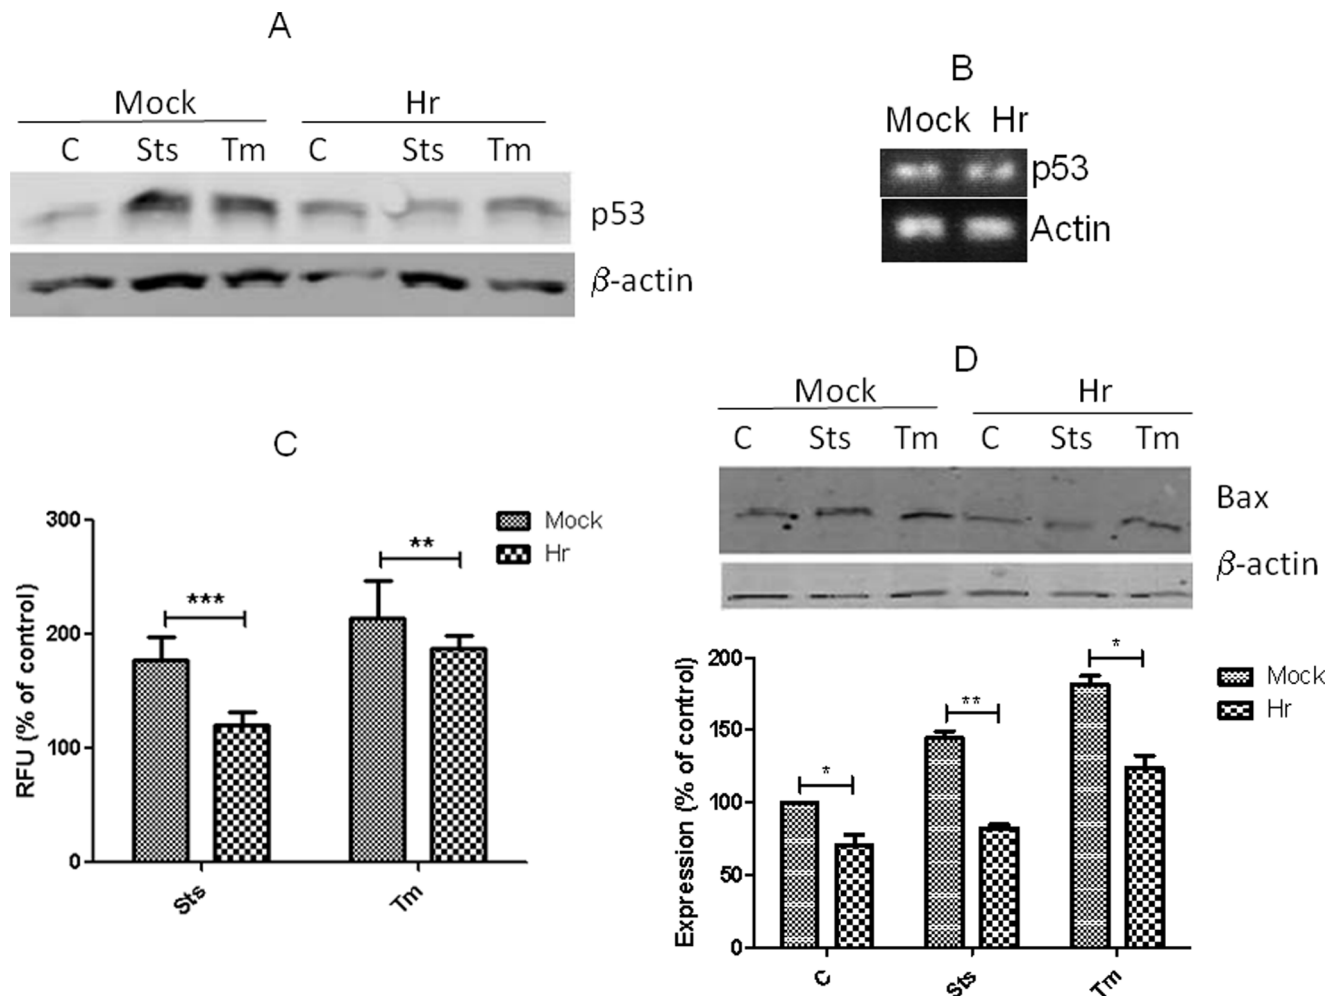 A
Mock Hr
C Sts Tm C Sts Tm
p53
β-actin
B
Mock Hr
p53
Actin
C
300
200
100
0
RFU (% of control)
***
**
Mock
Hr
Sts Tm
D
Mock Hr
C Sts Tm C Sts Tm
Bax
β-actin
200
150
100
50
0
Expression (% of control)
*
**
*
Mock
Hr
C Sts Tm